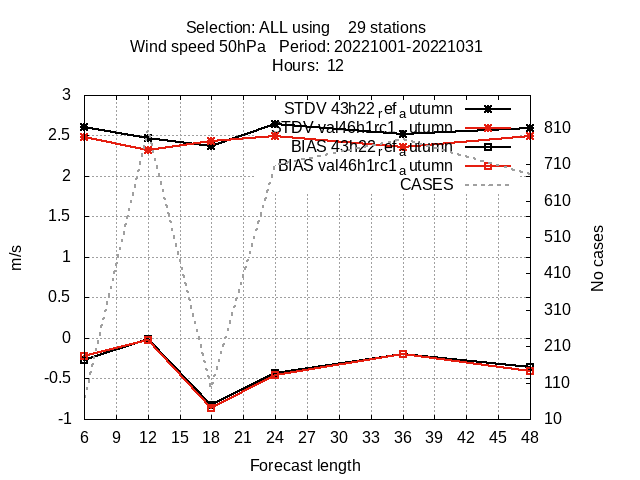 Selection: ALL using 29 stations
Wind speed 50hPa Period: 20221001-20221031
Hours: 12
STDV 43h22_ref_autumn
STDV val46h1rc1_autumn
BIAS 43h22_ref_autumn
BIAS val46h1rc1_autumn
CASES
3
2.5
2
1.5
1
0.5
0
-0.5
-1
m/s
810
710
610
510
410
310
210
110
10
No cases
6 9 12 15 18 21 24 27 30 33 36 39 42 45 48
Forecast length